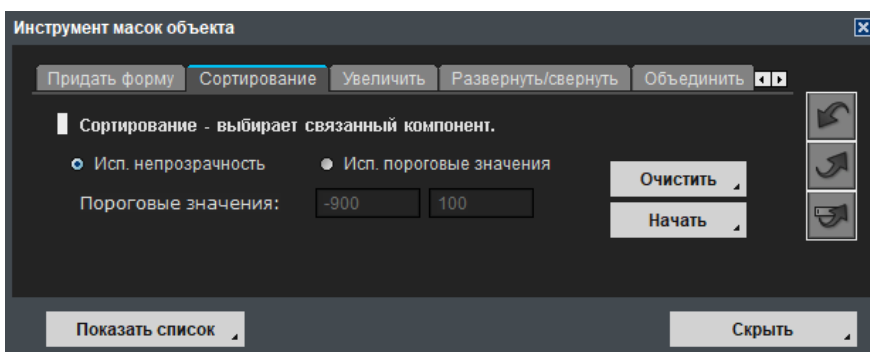 Инструмент масок объекта
Придать форму Сортирование Увеличить Развернуть/свернуть Объединить
Сортирование - выбирает связанный компонент.
Исп. непрозрачность Исп. пороговые значения
Очистить
Пороговые значения: -900 100
Начать
Показать список Скрыть